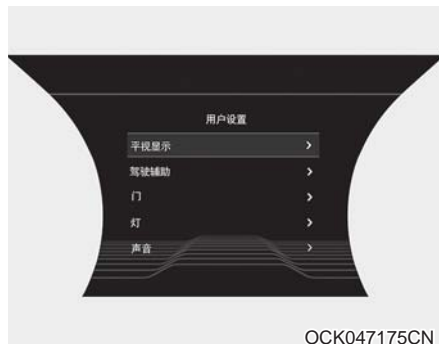 用户设置
平视显示
驾驶辅助
门
灯
声音
OCK047175CN